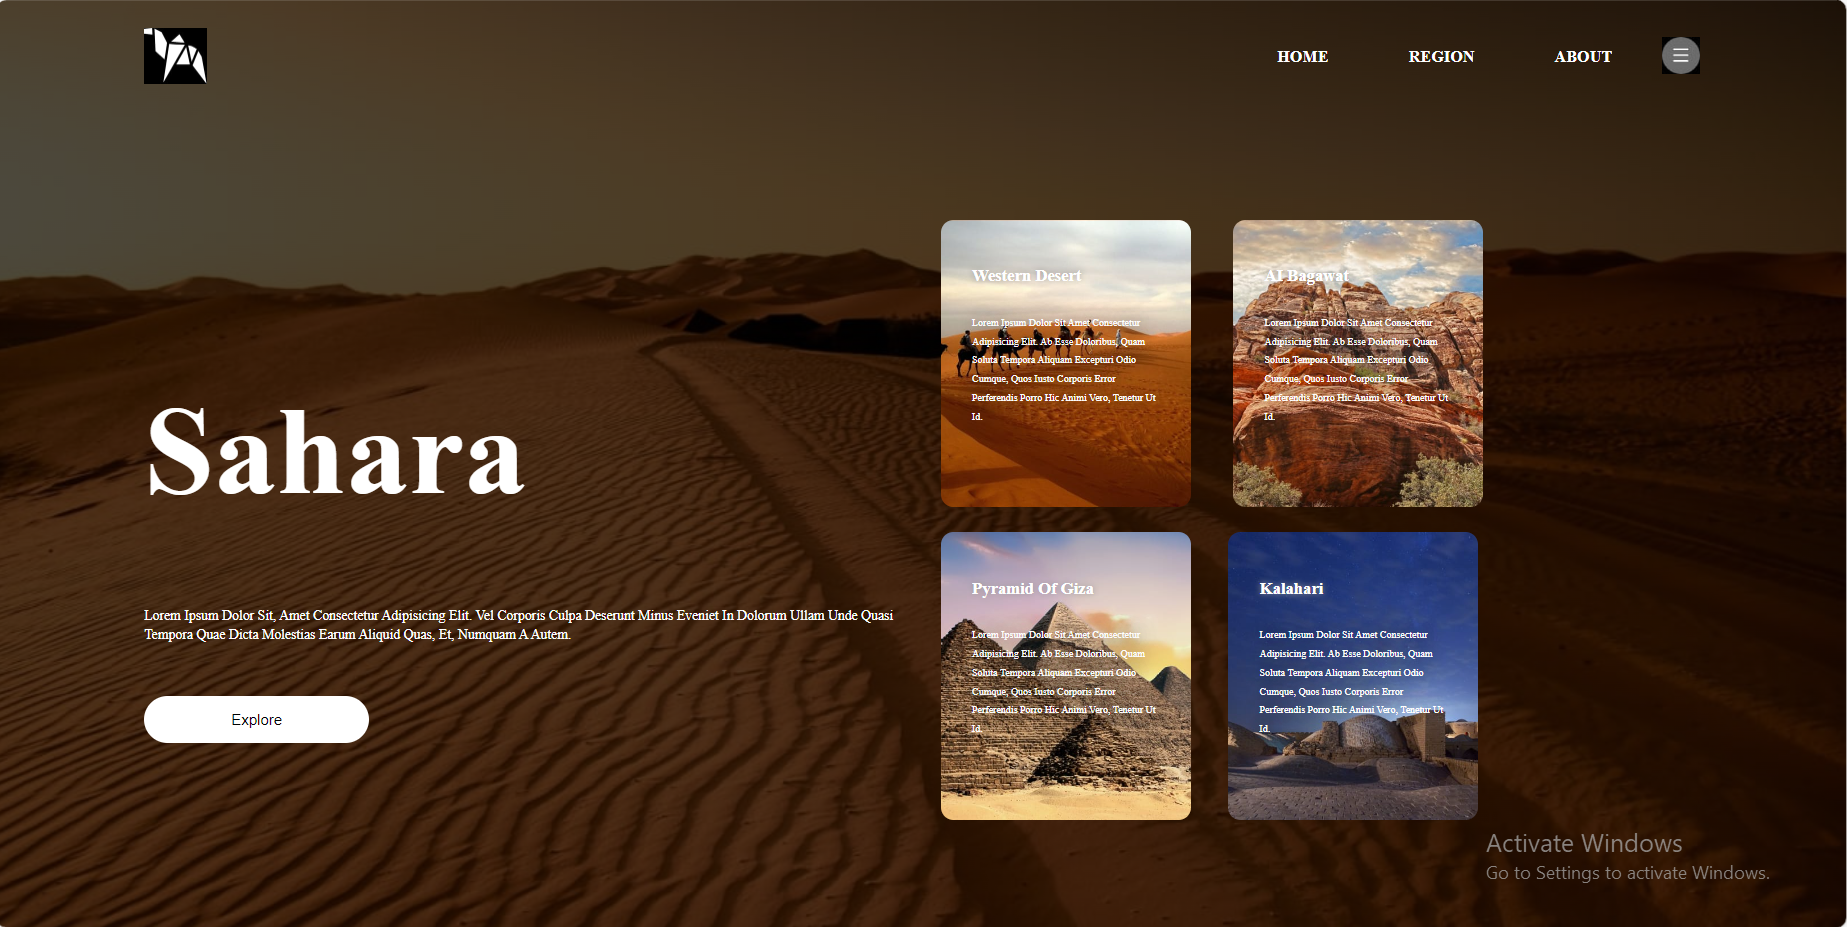 HOME REGION ABOUT
Sahara
Lorem Ipsum Dolor Sit, Amet Consectetur Adipisicing Elit. Vel Corporis Culpa Deserunt Minus Eveniet In Dolorum Ullam Unde Quasi
Tempora Quae Dicta Molestias Earum Aliquid Quas, Et, Numquam A Autem.
Explore
Western Desert
Lorem Ipsum Dolor Sit Amet Consectetur
Adipisicing Elit. Ab Esse Doloribus, Quam
Soluta Tempora Aliquam Excepturi Odio
Cumque, Quos Iusto Corporis Error
Perferendis Porro Hic Animi Vero, Tenetur Ut
Id.
AI Bagawat
Lorem Ipsum Dolor Sit Amet Consectetur
Adipisicing Elit. Ab Esse Doloribus, Quam
Soluta Tempora Aliquam Excepturi Odio
Cumque, Quos Iusto Corporis Error
Perferendis Porro Hic Animi Vero, Tenetur Ut
Id.
Pyramid Of Giza
Lorem Ipsum Dolor Sit Amet Consectetur
Adipisicing Elit. Ab Esse Doloribus, Quam
Soluta Tempora Aliquam Excepturi Odio
Cumque, Quos Iusto Corporis Error
Perferendis Porro Hic Animi Vero, Tenetur Ut
Id.
Kalahari
Lorem Ipsum Dolor Sit Amet Consectetur
Adipisicing Elit. Ab Esse Doloribus, Quam
Soluta Tempora Aliquam Excepturi Odio
Cumque, Quos Iusto Corporis Error
Perferendis Porro Hic Animi Vero, Tenetur Ut
Id.
Activate Windows
Go to Settings to activate Windows.